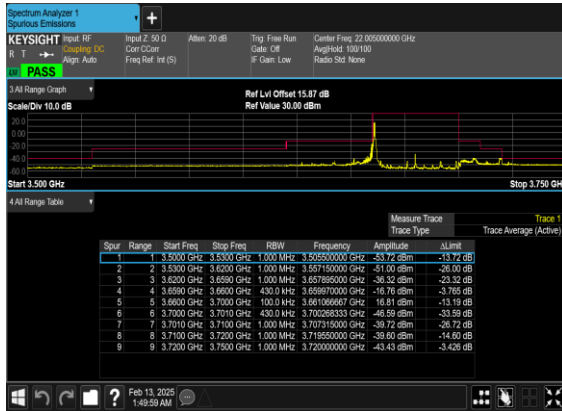 Spectrum Analyzer 1
Spurious Emissions
+
KEYSIGHT Input: RF Input Z: 50 Ω Atten: 20 dB Trig: Free Run Center Freq: 22.005000000 GHz
R T Coupling: DC Corr CCorr Gate: Off Avg|Hold: 100/100
Align: Auto Freq Ref: Int (S) IF Gain: Low Radio Std: None
PASS
3 All Range Graph
Ref Lvl Offset 15.87 dB
Scale/Div 10.0 dB Ref Value 30.00 dBm
20.0
0.00
-20.0
-40.0
-60.0
Start 3.500 GHz Stop 3.750 GH
4 All Range Table
Measure Trace Trace 1
Trace Type Trace Average (Active)
Spur Range Start Freq Stop Freq RBW Frequency Amplitude ΔLimit
1 1 3.5000 GHz 3.5300 GHz 1.000 MHz 3.505500000 GHz -53.72 dBm -13.72 dB
2 2 3.5300 GHz 3.6200 GHz 1.000 MHz 3.557150000 GHz -51.00 dBm -26.00 dB
3 3 3.6200 GHz 3.6590 GHz 1.000 MHz 3.657895000 GHz -36.32 dBm -23.32 dB
4 4 3.6590 GHz 3.6600 GHz 430.0 kHz 3.659970000 GHz -16.76 dBm -3.765 dB
5 5 3.6600 GHz 3.7000 GHz 100.0 kHz 3.661066667 GHz 16.81 dBm -13.19 dB
6 6 3.7000 GHz 3.7010 GHz 430.0 kHz 3.700268333 GHz -46.59 dBm -33.59 dB
7 7 3.7010 GHz 3.7100 GHz 1.000 MHz 3.707315000 GHz -39.72 dBm -26.72 dB
8 8 3.7100 GHz 3.7200 GHz 1.000 MHz 3.719550000 GHz -39.60 dBm -14.60 dB
9 9 3.7200 GHz 3.7500 GHz 1.000 MHz 3.720000000 GHz -43.43 dBm -3.426 dB
? Feb 13, 2025
1:49:59 AM